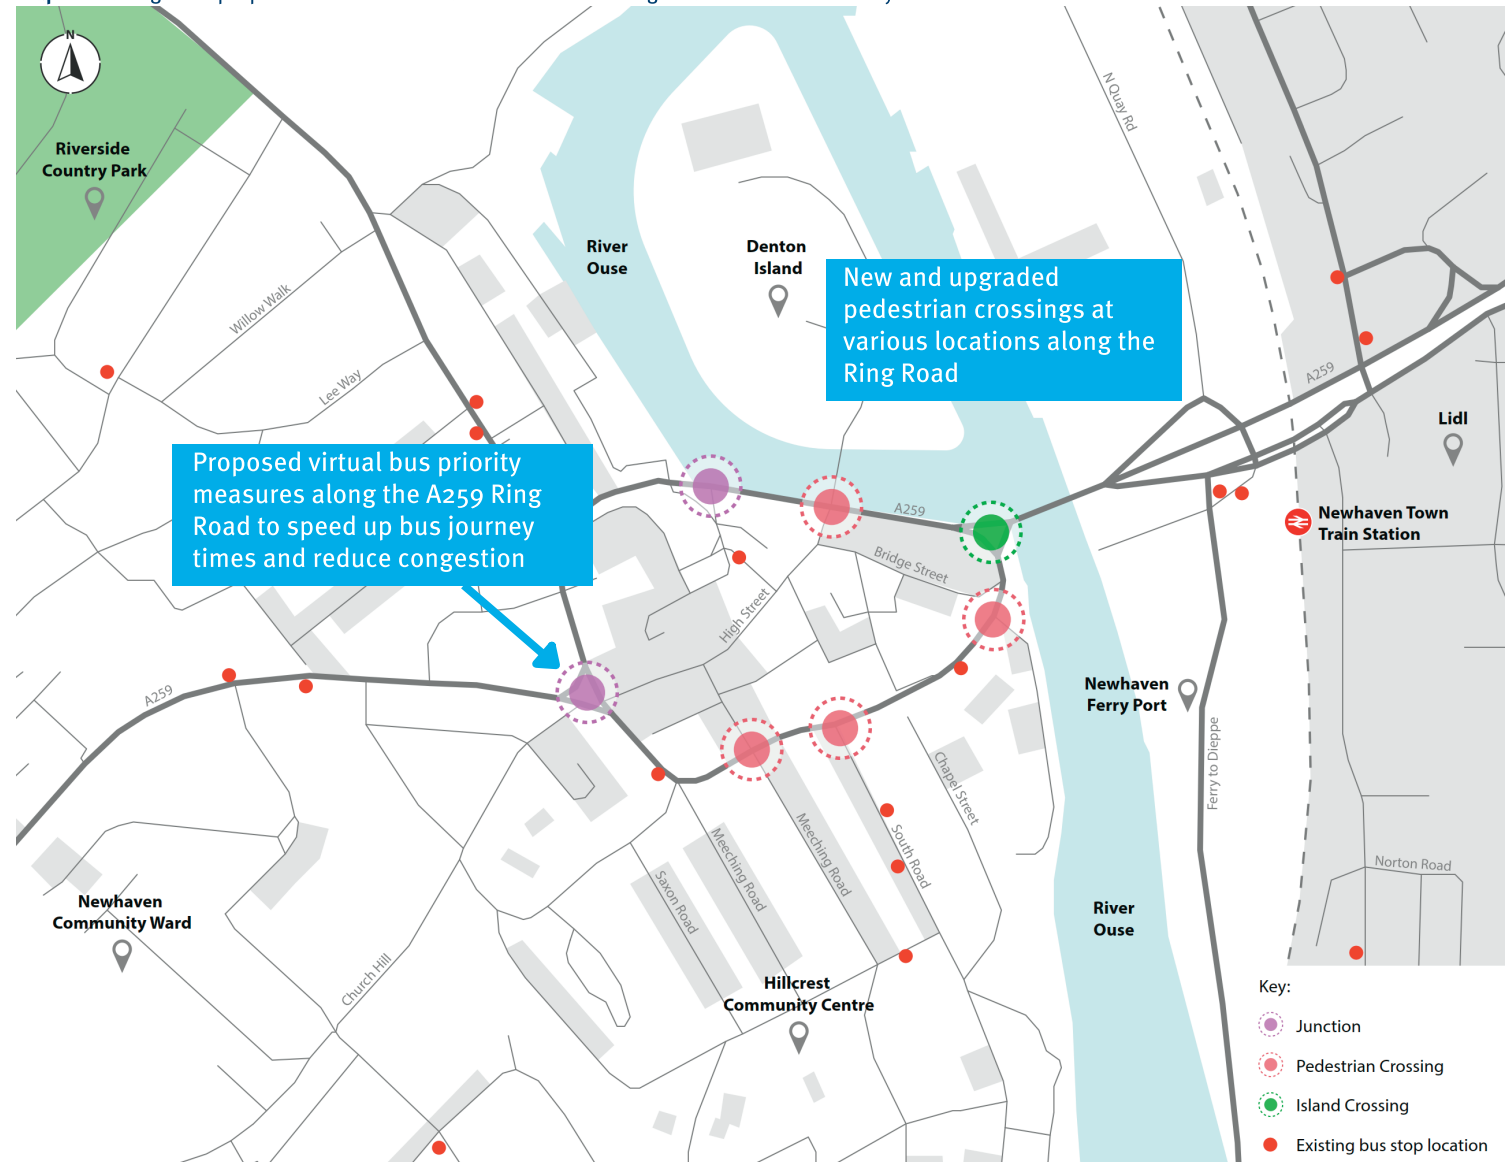 N
Riverside
Country Park
N Quay Rd
River
Ouse
Denton
Island
New and upgraded
pedestrian crossings at
various locations along the
Ring Road
Willow Walk
Lee Way
A259
Lidl
Proposed virtual bus priority
measures along the A259 Ring
Road to speed up bus journey
times and reduce congestion
A259
Bridge Street
Newhaven Town
Train Station
High Street
A259
Newhaven
Ferry Port
Ferry to Dieppe
Chapel Street
Meeching Road
Meeching Road
South Road
Saxon Road
Norton Road
Newhaven
Community Ward
River
Ouse
Church Hill
Hillcrest
Community Centre
Key:
Junction
Pedestrian Crossing
Island Crossing
Existing bus stop location